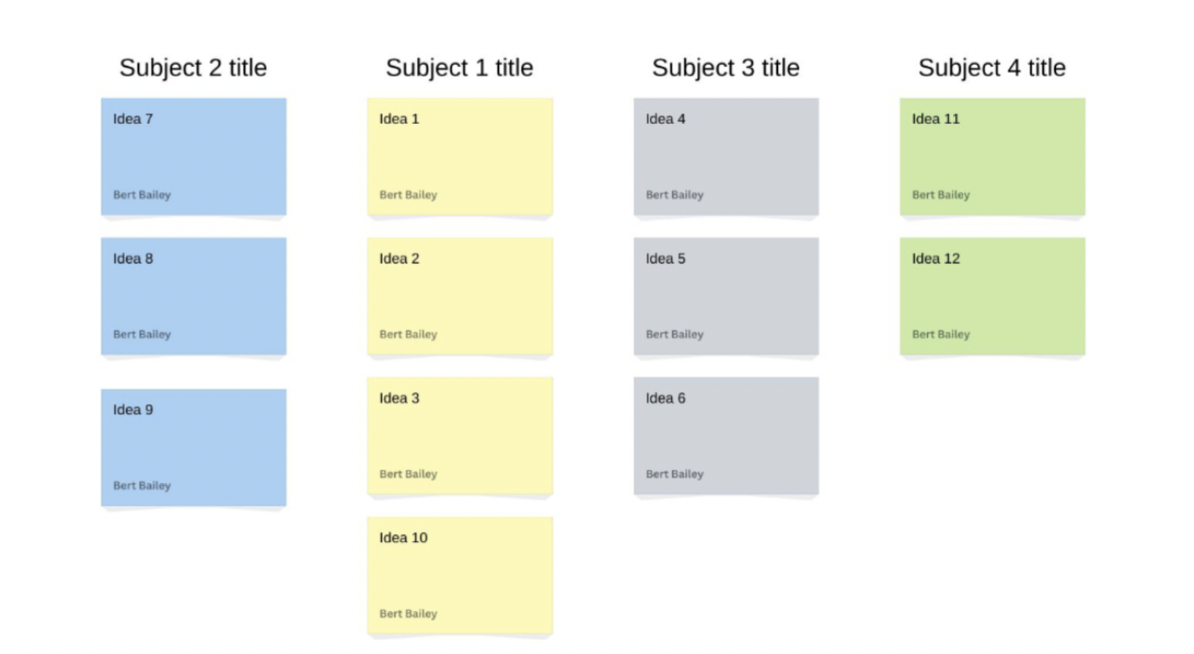 Subject 2 title
Idea 7
Bert Bailey
Idea 8
Bert Bailey
Idea 9
Bert Bailey
Subject 1 title
Idea 1
Bert Bailey
Idea 2
Bert Bailey
Idea 3
Bert Bailey
Idea 10
Bert Bailey
Subject 3 title
Idea 4
Bert Bailey
Idea 5
Bert Bailey
Idea 6
Bert Bailey
Subject 4 title
Idea 11
Bert Bailey
Idea 12
Bert Bailey